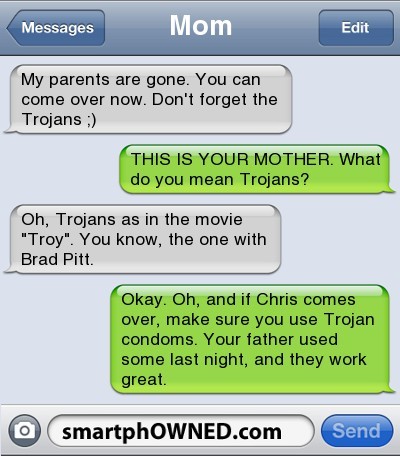 Messages
Mom
Edit
My parents are gone. You can
come over now. Don't forget the
Trojans ;)
THIS IS YOUR MOTHER. What
do you mean Trojans?
Oh, Trojans as in the movie
"Troy". You know, the one with
Brad Pitt.
Okay. Oh, and if Chris comes
over, make sure you use Trojan
condoms. Your father used
some last night, and they work
great.
smartphOWNED.com
Send